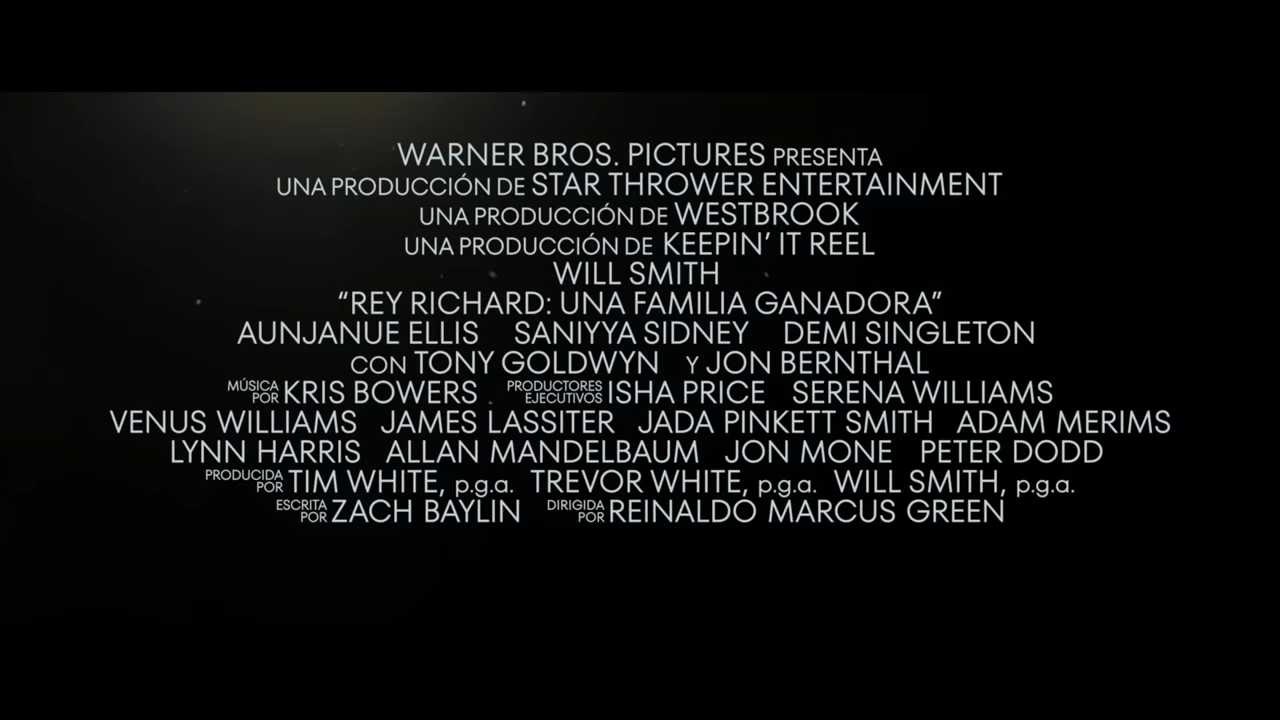 WARNER BROS. PICTURES PRESENTA
UNA PRODUCCIÓN DE STAR THROWER ENTERTAINMENT
UNA PRODUCCIÓN DE WESTBROOK
UNA PRODUCCIÓN DE KEEPIN' IT REEL
WILL SMITH
“REY RICHARD: UNA FAMILIA GANADORA”
AUNJANUE ELLIS SANIYYA SIDNEY DEMI SINGLETON
CON TONY GOLDWYN Y JON BERNTHAL
MÚSICA POR KRIS BOWERS PRODUCTORES EJECUTIVOS ISHA PRICE SERENA WILLIAMS
VENUS WILLIAMS JAMES LASSITER JADA PINKETT SMITH ADAM MERIMS
LYNN HARRIS ALLAN MANDELBAUM JON MONE PETER DODD
PRODUCIDA POR TIM WHITE, p.g.a. TREVOR WHITE, p.g.a. WILL SMITH, p.g.a.
ESCRITA POR ZACH BAYLIN DIRIGIDA POR REINALDO MARCUS GREEN